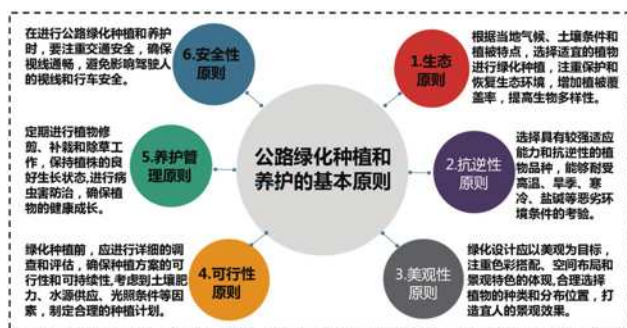 公路绿化种植和
养护的基本原则
1.生态
原则
根据当地气候、土壤条件和
植被特点，选择适宜的植物
进行绿化种植，注重保护和
恢复生态环境，增加植被覆
盖率，提高生物多样性。
2.抗逆性
原则
选择具有较强适应
能力和抗逆性的植
物品种，能够耐受
高温、旱季、寒
冷、盐碱等恶劣环
境条件的考验。
3.美观性
原则
绿化设计应以美观为目标，
注重色彩搭配、空间布局和
景观特色的体现,合理选择
植物的种类和分布位置，打
造宜人的景观效果。
4.可行性
原则
绿化种植前，应进行详细的调
查和评估，确保种植方案的可
行性和可持续性,考虑到土壤肥
力、水源供应、光照条件等因
素，制定合理的种植计划。
5.养护管
理原则
定期进行植物修
剪、补栽和除草工
作，保持植株的良
好生长状态,进行病
虫害防治，确保植
物的健康成长。
6.安全性
原则
在进行公路绿化种植和养护
时，要注重交通安全，确保
视线通畅，避免影响驾驶人
的视线和行车安全。